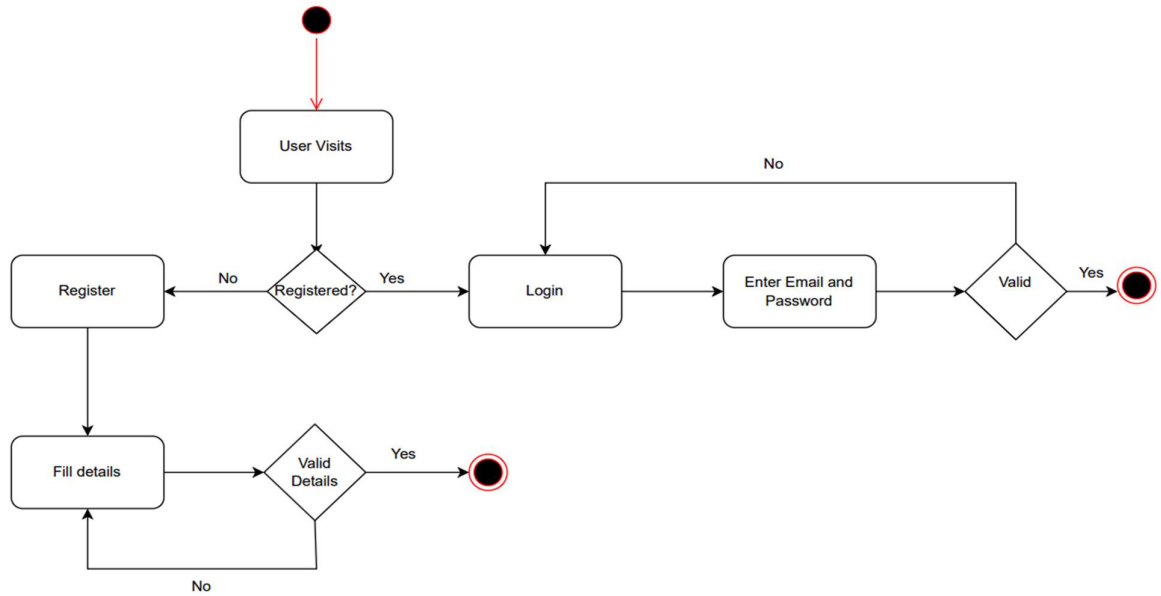 User Visits
No
Register
No
Registered?
Yes
Login
Enter Email and
Password
Valid
Yes
Fill details
Valid
Details
Yes
No